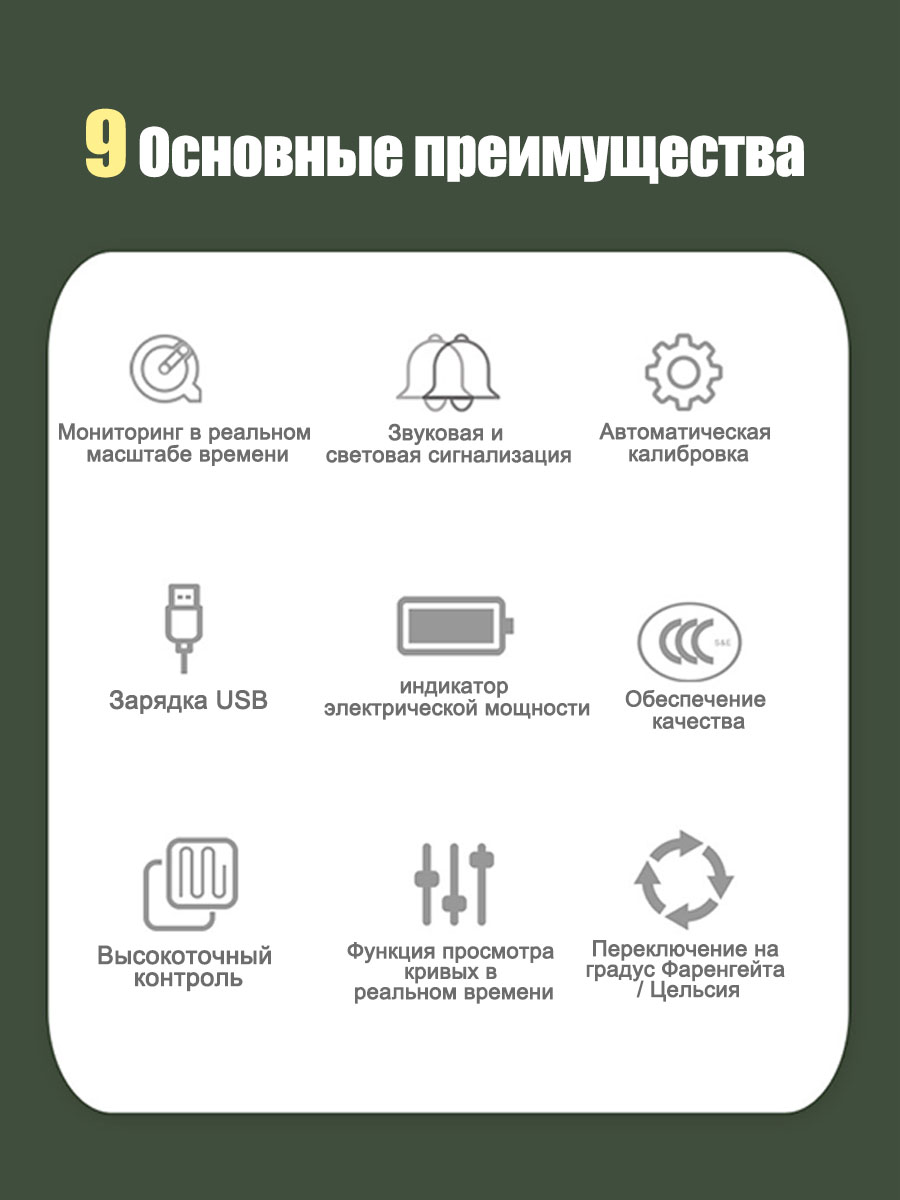 9 Основные преимущества
Мониторинг в реальном
масштабе времени
Звуковая и
световая сигнализация
Автоматическая
калибровка
S&E
Зарядка USB
индикатор
электрической мощности
Обеспечение
качества
Высокоточный
контроль
Функция просмотра
кривых в
реальном времени
Переключение на
градус Фаренгейта
/ Цельсия